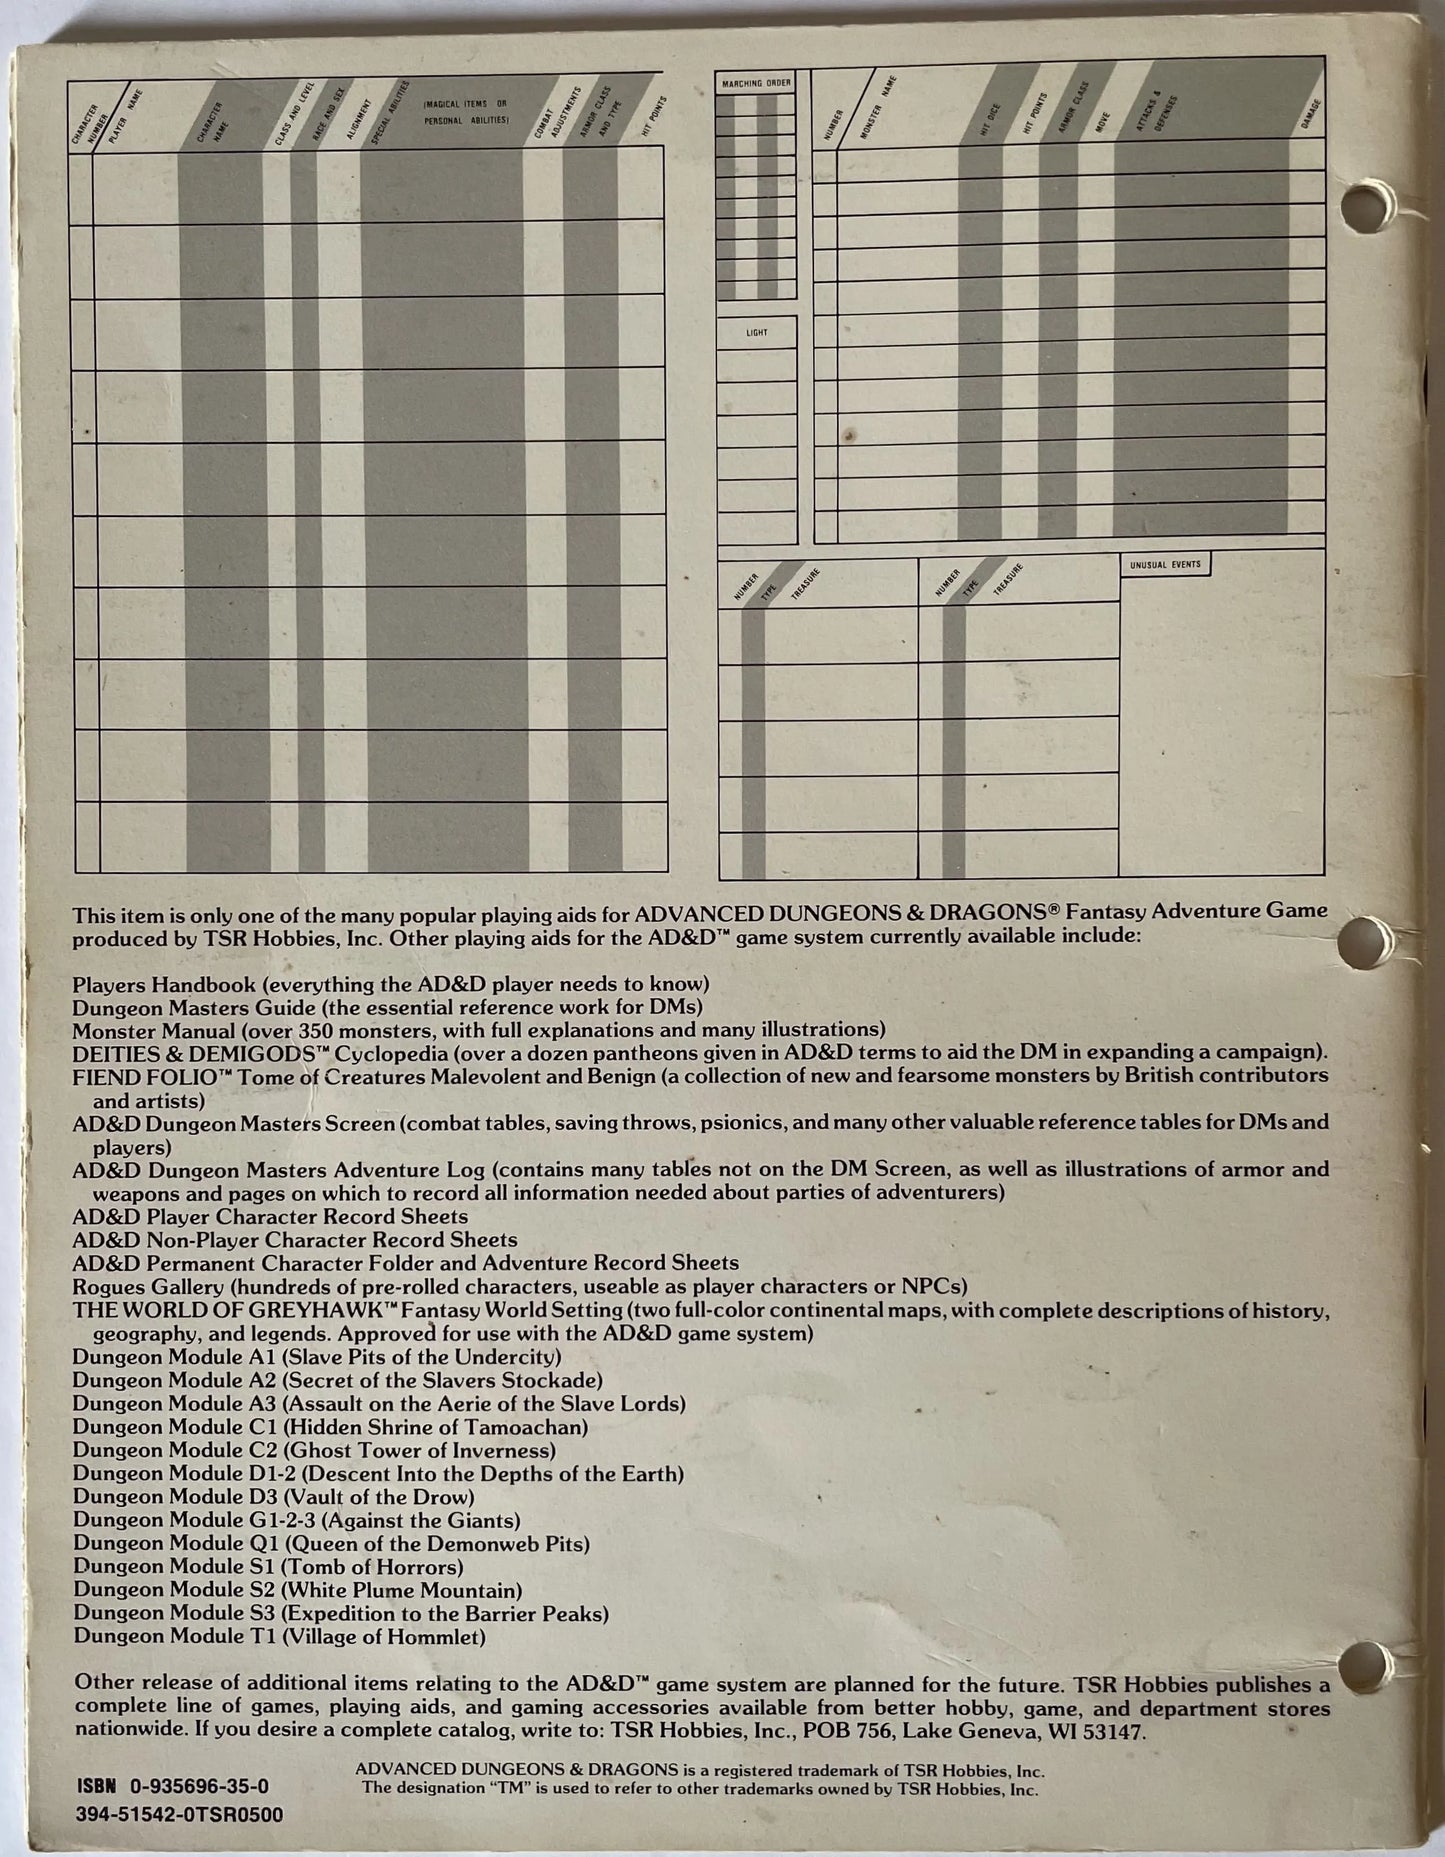 CHARACTER
NUMBER
PLAYER NAME
CHARACTER
NAME
CLASS AND LEVEL
RACE AND SEX
ALIGNMENT
SPECIAL ABILITIES
(MAGICAL ITEMS OR
PERSONAL ABILITIES)
COMBAT
ADJUSTMENTS
ARMOR CLASS
AND TYPE
HIT POINTS
MARCHING ORDER
LIGHT
NUMBER
MONSTER NAME
HIT DICE
HIT POINTS
ARMOR CLASS
MOVE
ATTACKS &
DEFENSES
DAMAGE
NUMBER
TYPE
TREASURE
NUMBER
TYPE
TREASURE
UNUSUAL EVENTS
This item is only one of the many popular playing aids for ADVANCED DUNGEONS & DRAGONS® Fantasy Adventure Game
produced by TSR Hobbies, Inc. Other playing aids for the AD&D™ game system currently available include:
Players Handbook (everything the AD&D player needs to know)
Dungeon Masters Guide (the essential reference work for DMs)
Monster Manual (over 350 monsters, with full explanations and many illustrations)
DEITIES & DEMIGODS™ Cyclopedia (over a dozen pantheons given in AD&D terms to aid the DM in expanding a campaign).
FIEND FOLIO™ Tome of Creatures Malevolent and Benign (a collection of new and fearsome monsters by British contributors
and artists)
AD&D Dungeon Masters Screen (combat tables, saving throws, psionics, and many other valuable reference tables for DMs and
players)
AD&D Dungeon Masters Adventure Log (contains many tables not on the DM Screen, as well as illustrations of armor and
weapons and pages on which to record all information needed about parties of adventurers)
AD&D Player Character Record Sheets
AD&D Non-Player Character Record Sheets
AD&D Permanent Character Folder and Adventure Record Sheets
Rogues Gallery (hundreds of pre-rolled characters, useable as player characters or NPCs)
THE WORLD OF GREYHAWK™ Fantasy World Setting (two full-color continental maps, with complete descriptions of history,
geography, and legends. Approved for use with the AD&D game system)
Dungeon Module A1 (Slave Pits of the Undercity)
Dungeon Module A2 (Secret of the Slavers Stockade)
Dungeon Module A3 (Assault on the Aerie of the Slave Lords)
Dungeon Module C1 (Hidden Shrine of Tamoachan)
Dungeon Module C2 (Ghost Tower of Inverness)
Dungeon Module D1-2 (Descent Into the Depths of the Earth)
Dungeon Module D3 (Vault of the Drow)
Dungeon Module G1-2-3 (Against the Giants)
Dungeon Module Q1 (Queen of the Demonweb Pits)
Dungeon Module S1 (Tomb of Horrors)
Dungeon Module S2 (White Plume Mountain)
Dungeon Module S3 (Expedition to the Barrier Peaks)
Dungeon Module T1 (Village of Hommlet)
Other release of additional items relating to the AD&D™ game system are planned for the future. TSR Hobbies publishes a
complete line of games, playing aids, and gaming accessories available from better hobby, game, and department stores
nationwide. If you desire a complete catalog, write to: TSR Hobbies, Inc., POB 756, Lake Geneva, WI 53147.
ADVANCED DUNGEONS & DRAGONS is a registered trademark of TSR Hobbies, Inc.
The designation “TM” is used to refer to other trademarks owned by TSR Hobbies, Inc.
ISBN 0-935696-35-0
394-51542-0TSR0500